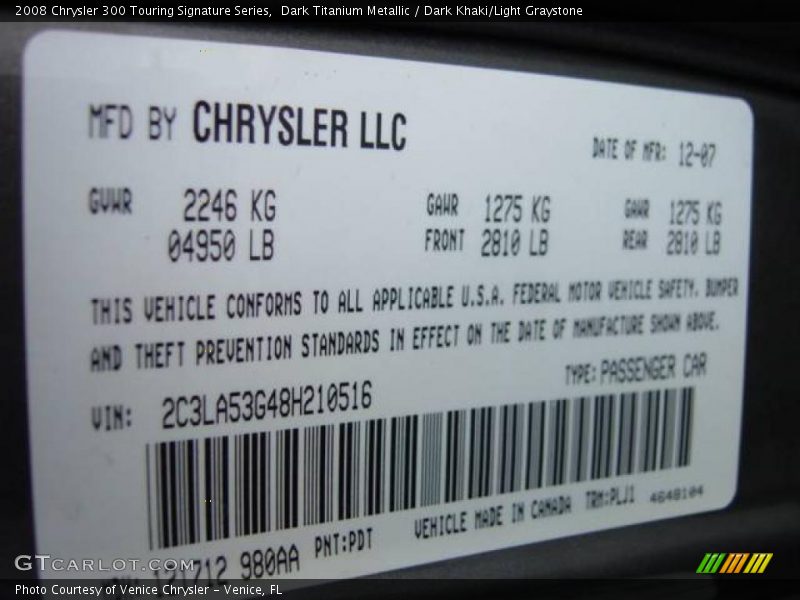 2008 Chrysler 300 Touring Signature Series,  Dark Titanium Metallic / Dark Khaki/Light Graystone
MFD BY CHRYSLER LLC
DATE OF MFR: 12-07
GVWR 2246 KG GAWR 1275 KG GAWR 1275 KG
04950 LB FRONT 2810 LB REAR 2810 LB
THIS VEHICLE CONFORMS TO ALL APPLICABLE U.S.A. FEDERAL MOTOR VEHICLE SAFETY, BUMPER
AND THEFT PREVENTION STANDARDS IN EFFECT ON THE DATE OF MANUFACTURE SHOWN ABOVE.
TYPE: PASSENGER CAR
VIN: 2C3LA53G48H210516
VEHICLE MADE IN CANADA TRM:PLJ1 4648104
980AA PNT:PDT
GTCARLOT.COM
Photo Courtesy of Venice Chrysler - Venice, FL